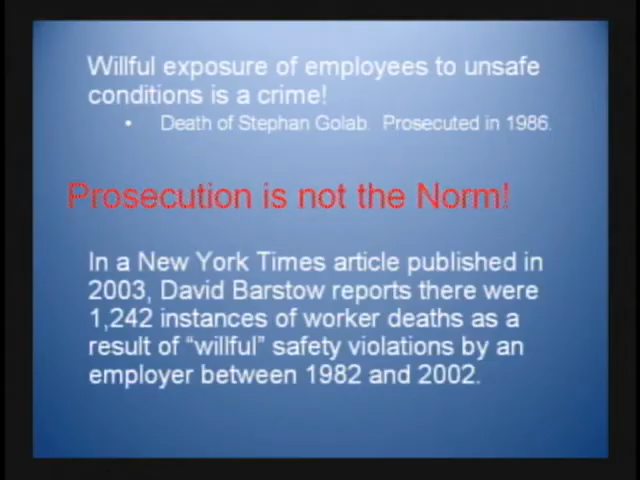 Willful exposure of employees to unsafe
conditions is a crime!
• Death of Stephan Golab. Prosecuted in 1986.
Prosecution is not the Norm!
In a New York Times article published in
2003, David Barstow reports there were
1,242 instances of worker deaths as a
result of “willful” safety violations by an
employer between 1982 and 2002.